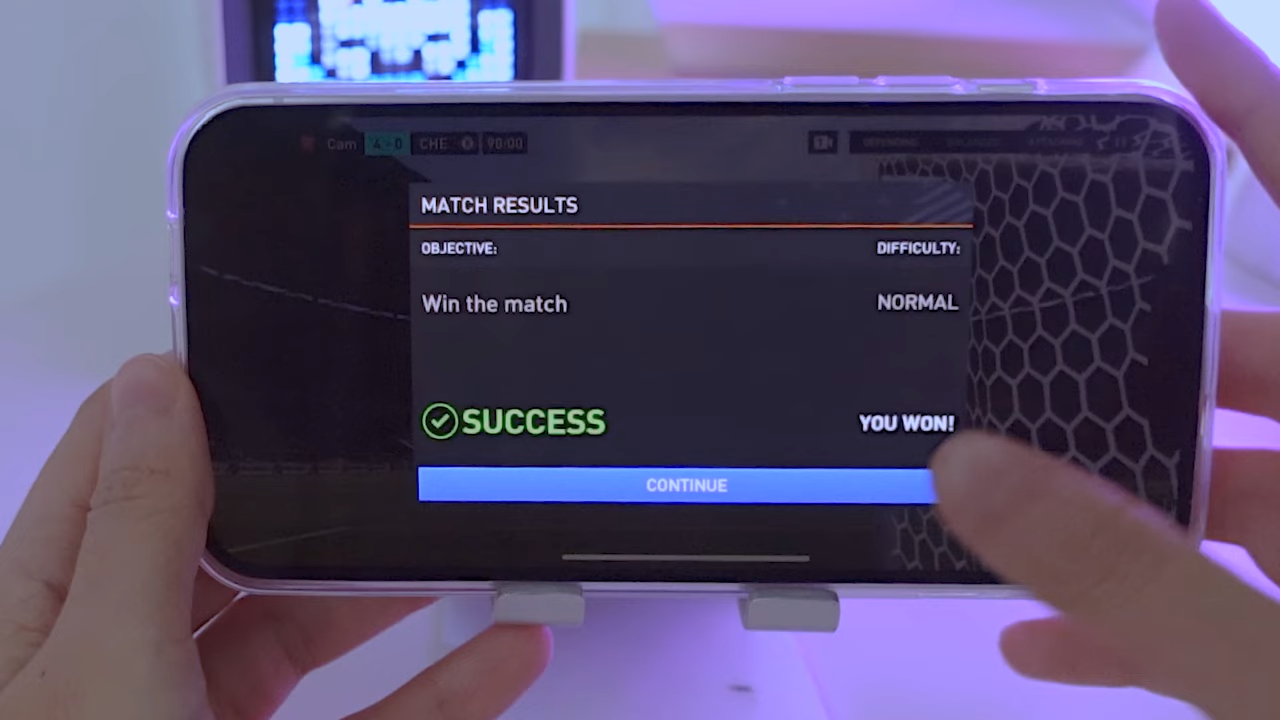 Cam 4-0 CHE 90:00
MATCH RESULTS
OBJECTIVE:
DIFFICULTY:
Win the match
NORMAL
SUCCESS
YOU WON!
CONTINUE